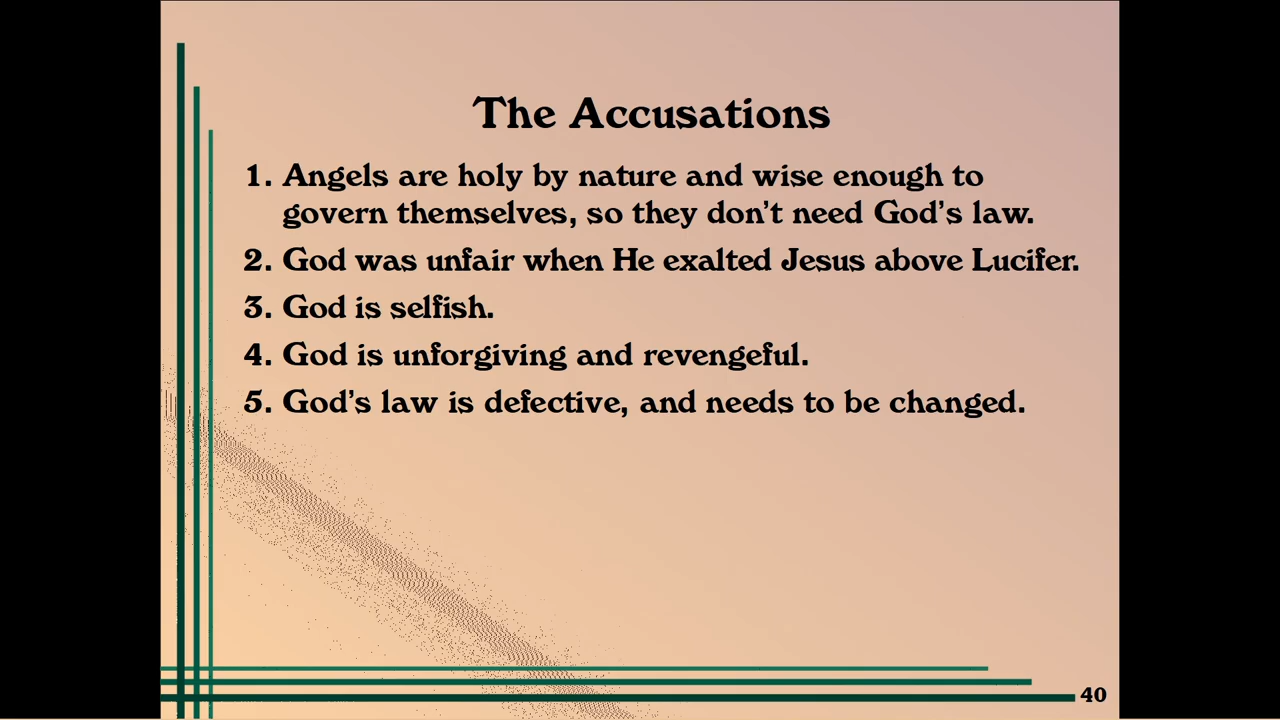 The Accusations
1. Angels are holy by nature and wise enough to
govern themselves, so they don't need God's law.
2. God was unfair when He exalted Jesus above Lucifer.
3. God is selfish.
4. God is unforgiving and revengeful.
5. God's law is defective, and needs to be changed.
40